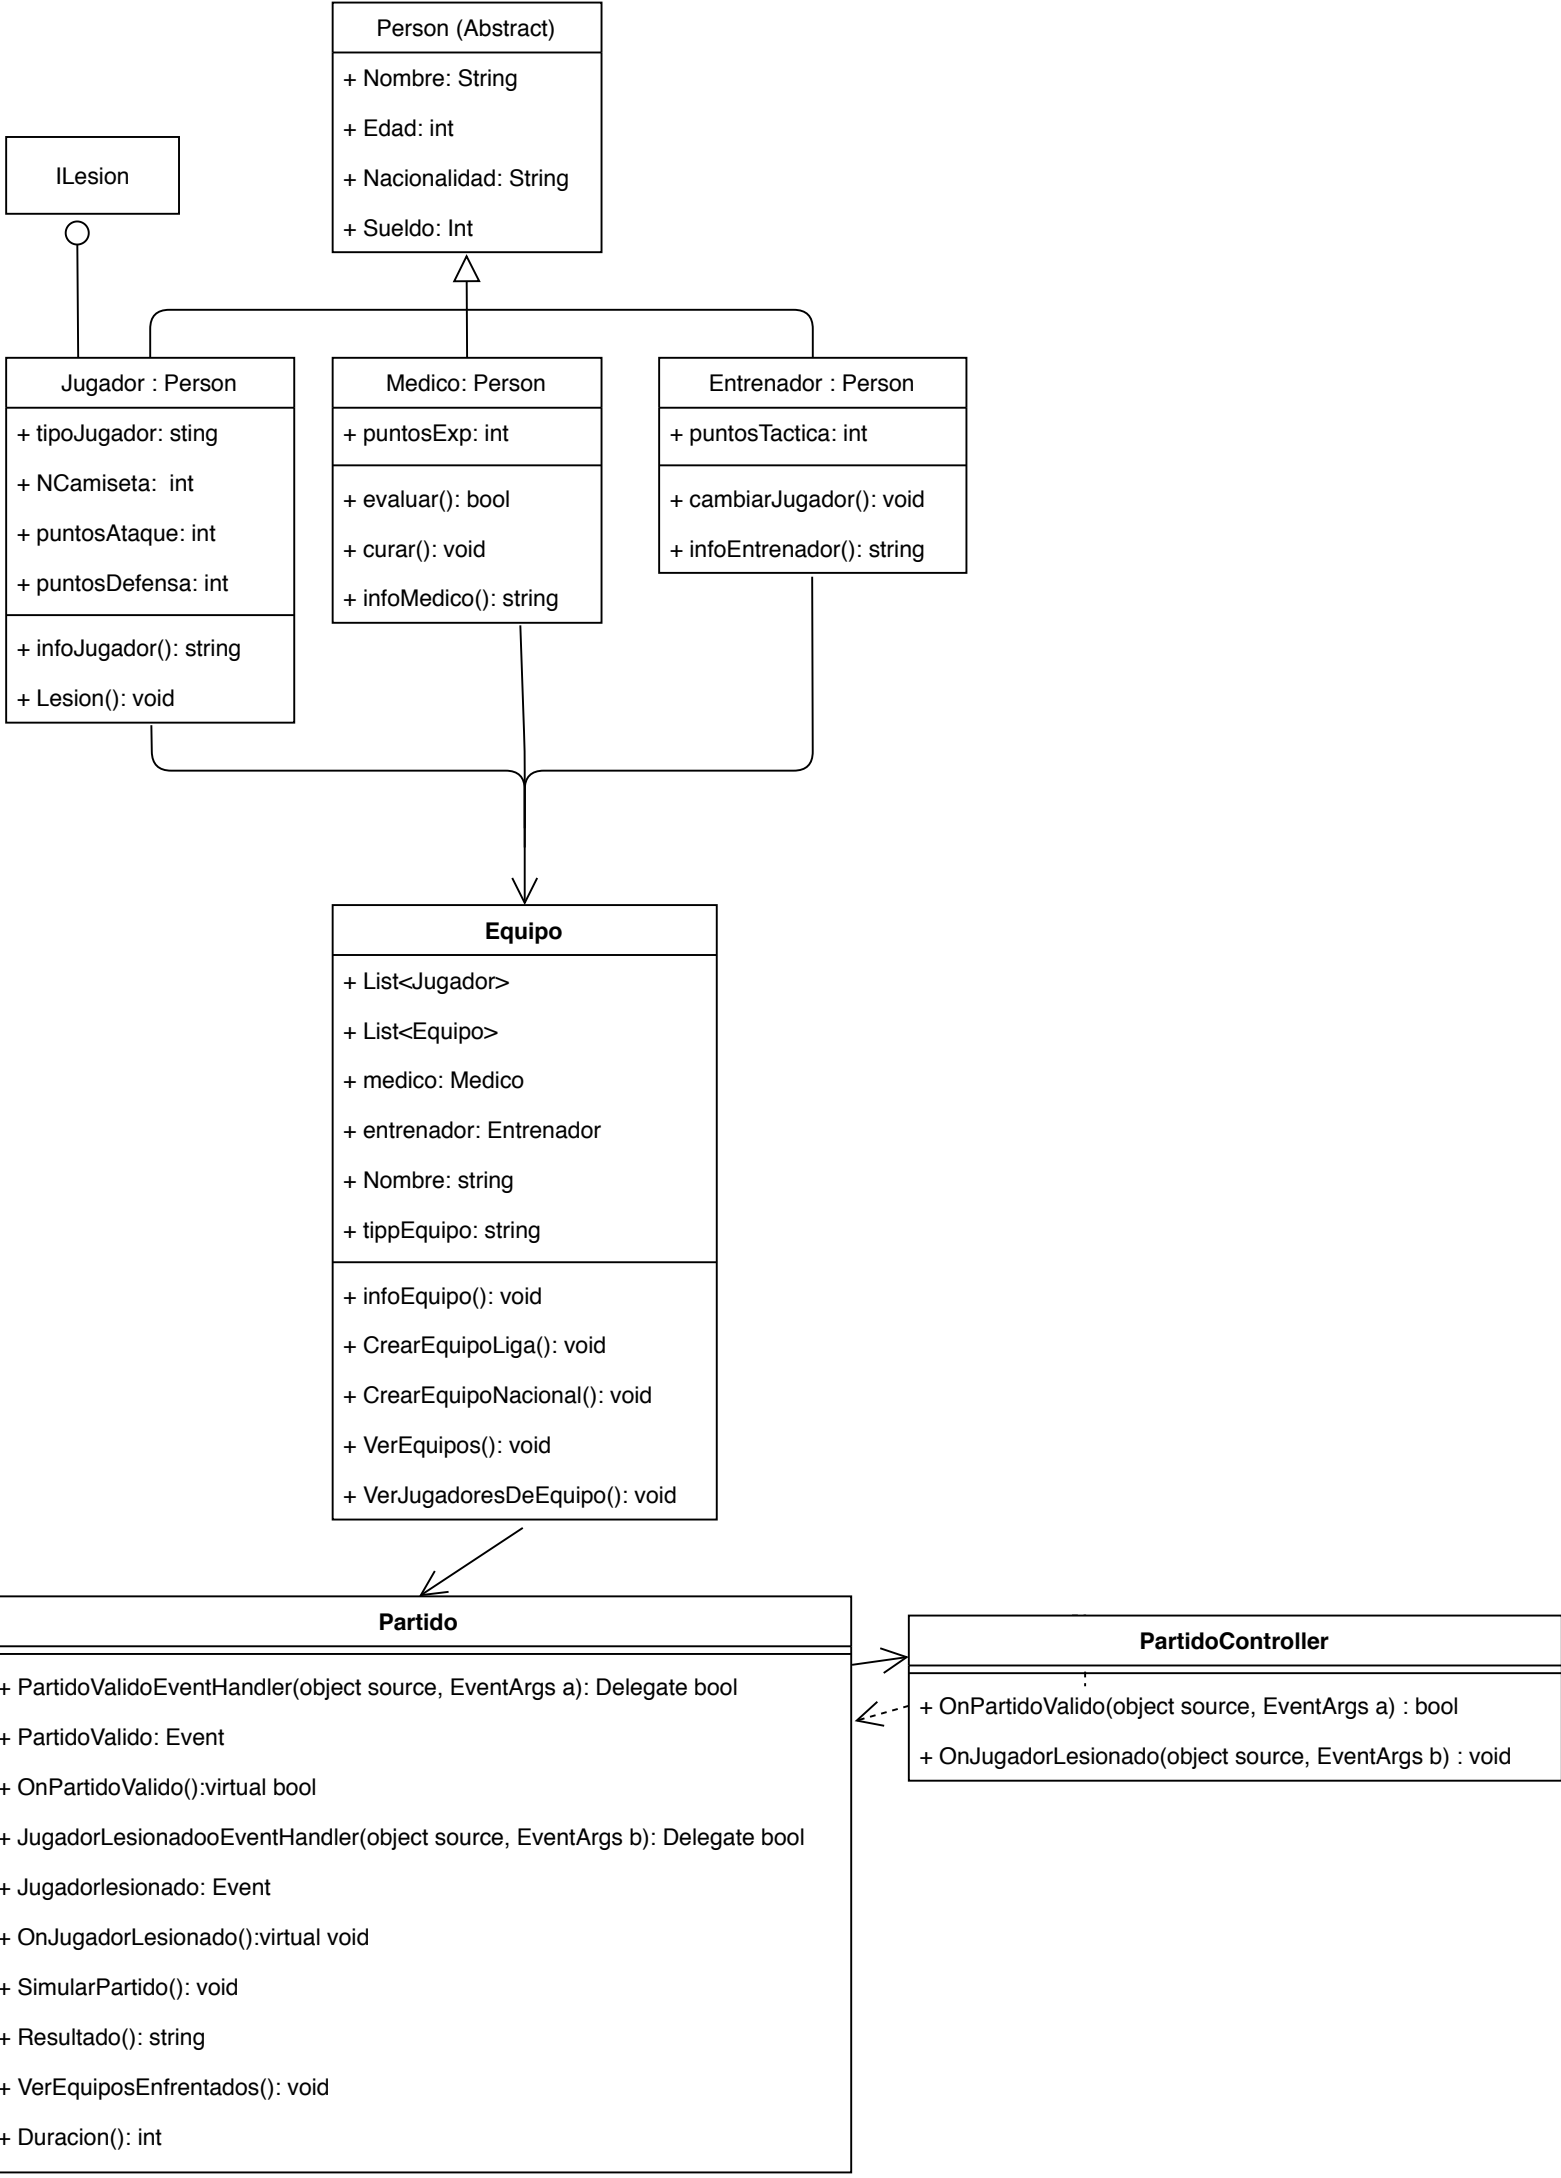 Person (Abstract)
+ Nombre: String
+ Edad: int
+ Nacionalidad: String
+ Sueldo: Int
ILesion
Jugador : Person
+ tipoJugador: sting
+ NCamiseta:  int
+ puntosAtaque: int
+ puntosDefensa: int
+ infoJugador(): string
+ Lesion(): void
Medico: Person
+ puntosExp: int
+ evaluar(): bool
+ curar(): void
+ infoMedico(): string
Entrenador : Person
+ puntosTactica: int
+ cambiarJugador(): void
+ infoEntrenador(): string
Equipo
+ List<Jugador>
+ List<Equipo>
+ medico: Medico
+ entrenador: Entrenador
+ Nombre: string
+ tippEquipo: string
+ infoEquipo(): void
+ CrearEquipoLiga(): void
+ CrearEquipoNacional(): void
+ VerEquipos(): void
+ VerJugadoresDeEquipo(): void
Partido
+ PartidoValidoEventHandler(object source, EventArgs a): Delegate bool
+ PartidoValido: Event
+ OnPartidoValido():virtual bool
+ JugadorLesionadooEventHandler(object source, EventArgs b): Delegate bool
+ Jugadorlesionado: Event
+ OnJugadorLesionado():virtual void
+ SimularPartido(): void
+ Resultado(): string
+ VerEquiposEnfrentados(): void
+ Duracion(): int
PartidoController
+ OnPartidoValido(object source, EventArgs a) : bool
+ OnJugadorLesionado(object source, EventArgs b) : void